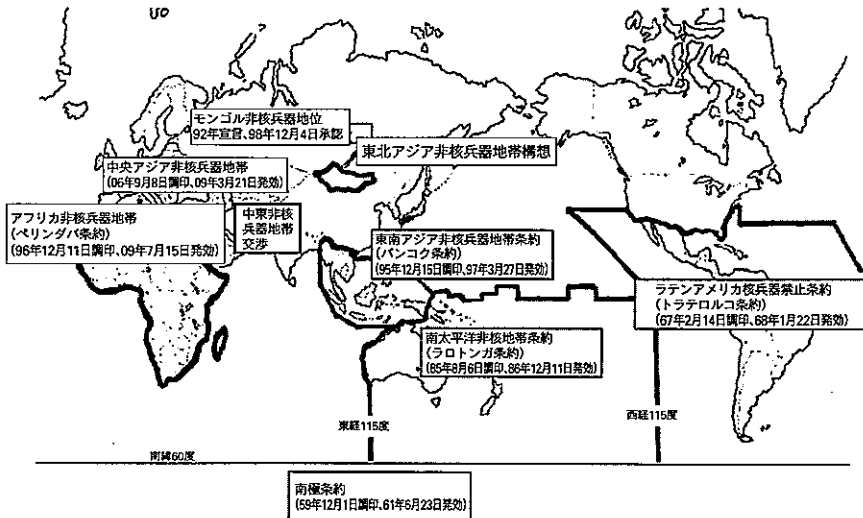 モンゴル非核兵器地位
92年宣言、98年12月4日承認
東北アジア非核兵器地帯構想
中央アジア非核兵器地帯
(06年9月8日調印、09年3月21日発効)
アフリカ非核兵器地帯
(ペリンダバ条約)
(96年12月11日調印、09年7月15日発効)
中東非核
兵器地帯
交渉
東南アジア非核兵器地帯条約
(バンコク条約)
(95年12月15日調印、97年3月27日発効)
ラテンアメリカ核兵器禁止条約
(トラテロルコ条約)
(67年2月14日調印、68年1月22日発効)
南太平洋非核地帯条約
(ラロトンガ条約)
(85年8月6日調印、86年12月11日発効)
東経115度
西経115度
南緯60度
南極条約
(59年12月1日調印、61年6月23日発効)